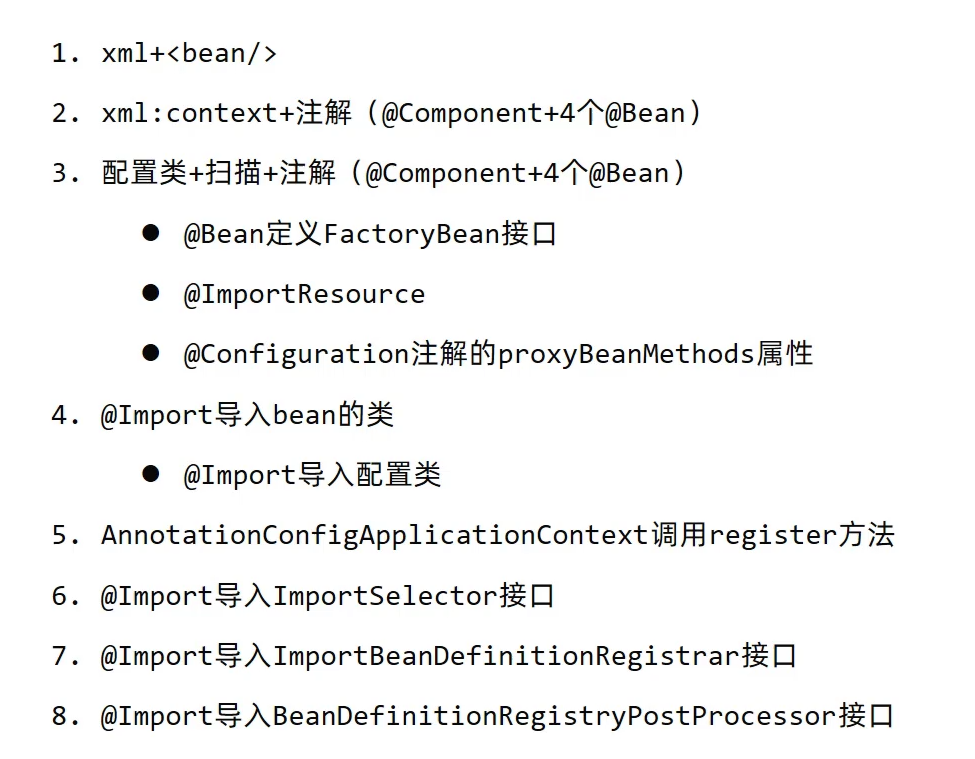 1. xml+<bean/>
2. xml:context+注解（@Component+4个@Bean）
3. 配置类+扫描+注解（@Component+4个@Bean）
● @Bean定义FactoryBean接口
● @ImportResource
● @Configuration注解的proxyBeanMethods属性
4. @Import导入bean的类
● @Import导入配置类
5. AnnotationConfigApplicationContext调用register方法
6. @Import导入ImportSelector接口
7. @Import导入ImportBeanDefinitionRegistrar接口
8. @Import导入BeanDefinitionRegistryPostProcessor接口